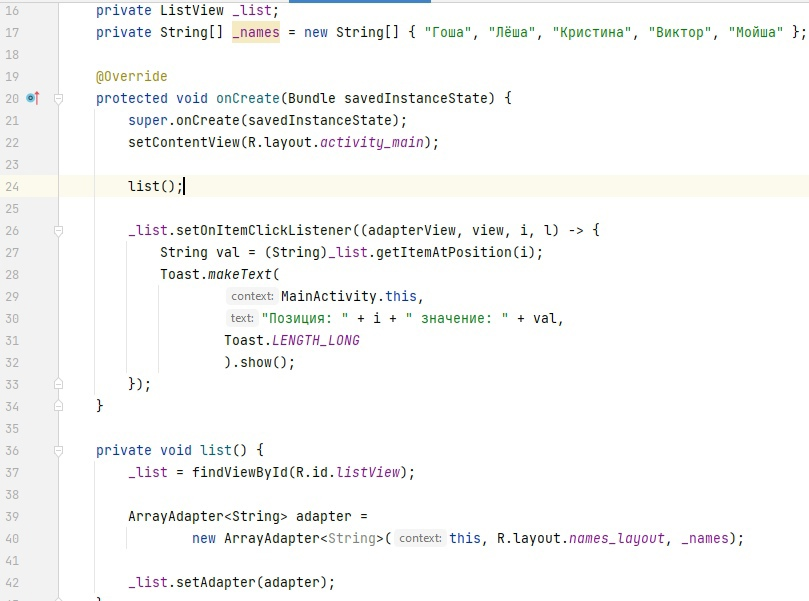 16 private ListView _list;
17 private String[] _names = new String[] { "Гоша", "Лёша", "Кристина", "Виктор", "Мойша" };
18
19 @Override
20 protected void onCreate(Bundle savedInstanceState) {
21 super.onCreate(savedInstanceState);
22 setContentView(R.layout.activity_main);
23
24 list();
25
26 _list.setOnItemClickListener((adapterView, view, i, l) -> {
27 String val = (String)_list.getItemAtPosition(i);
28 Toast.makeText(
29 context: MainActivity.this,
30 text: "Позиция: " + i + " значение: " + val,
31 Toast.LENGTH_LONG
32 ).show();
33 });
34 }
35
36 private void list() {
37 _list = findViewById(R.id.listView);
38
39 ArrayAdapter<String> adapter =
40 new ArrayAdapter<String>( context: this, R.layout.names_layout, _names);
41
42 _list.setAdapter(adapter);